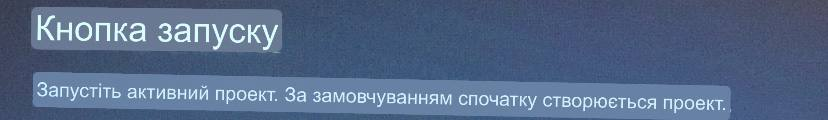 Кнопка запуску
Запустіть активний проект. За замовчуванням спочатку створюється проект.